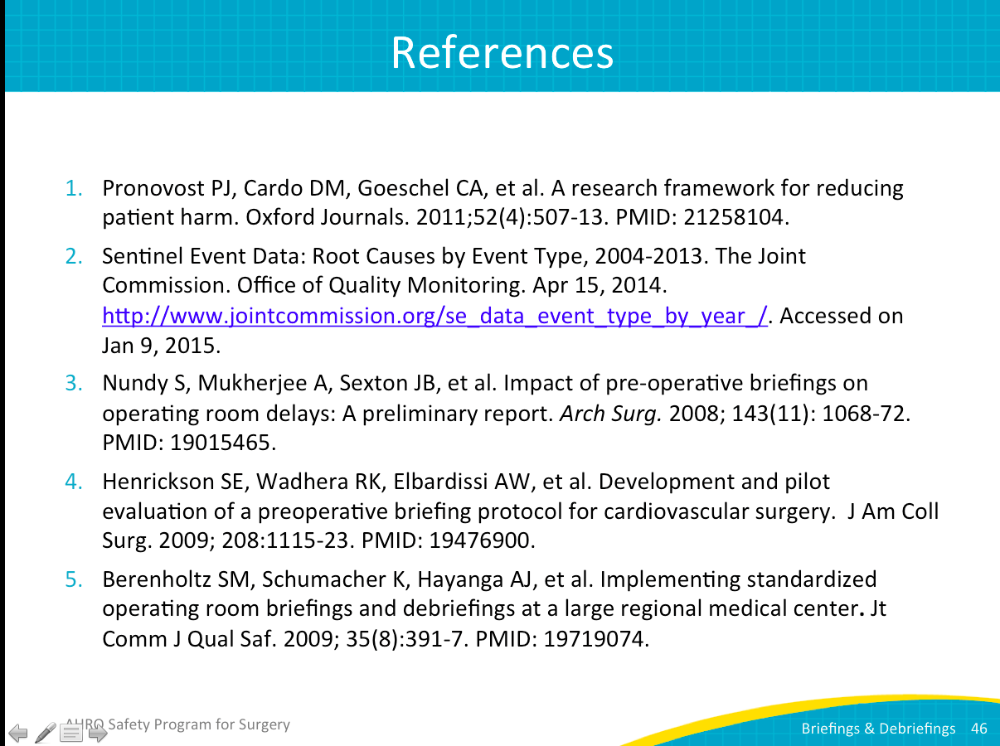 References
1. Pronovost PJ, Cardo DM, Goeschel CA, et al. A research framework for reducing
patient harm. Oxford Journals. 2011;52(4):507-13. PMID: 21258104.
2. Sentinel Event Data: Root Causes by Event Type, 2004-2013. The Joint
Commission. Office of Quality Monitoring. Apr 15, 2014.
http://www.jointcommission.org/se_data_event_type_by_year_/. Accessed on
Jan 9, 2015.
3. Nundy S, Mukherjee A, Sexton JB, et al. Impact of pre-operative briefings on
operating room delays: A preliminary report. Arch Surg. 2008; 143(11): 1068-72.
PMID: 19015465.
4. Henrickson SE, Wadhera RK, Elbardissi AW, et al. Development and pilot
evaluation of a preoperative briefing protocol for cardiovascular surgery.  J Am Coll
Surg. 2009; 208:1115-23. PMID: 19476900.
5. Berenholtz SM, Schumacher K, Hayanga AJ, et al. Implementing standardized
operating room briefings and debriefings at a large regional medical center. Jt
Comm J Qual Saf. 2009; 35(8):391-7. PMID: 19719074.
AHRQ Safety Program for Surgery
Briefings & Debriefings 46